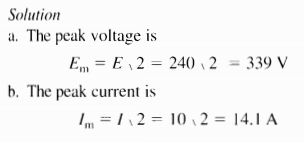 Solution
a. The peak voltage is
Em = E √2 = 240 √2 = 339 V
b. The peak current is
Im = I √2 = 10 √2 = 14.1 A